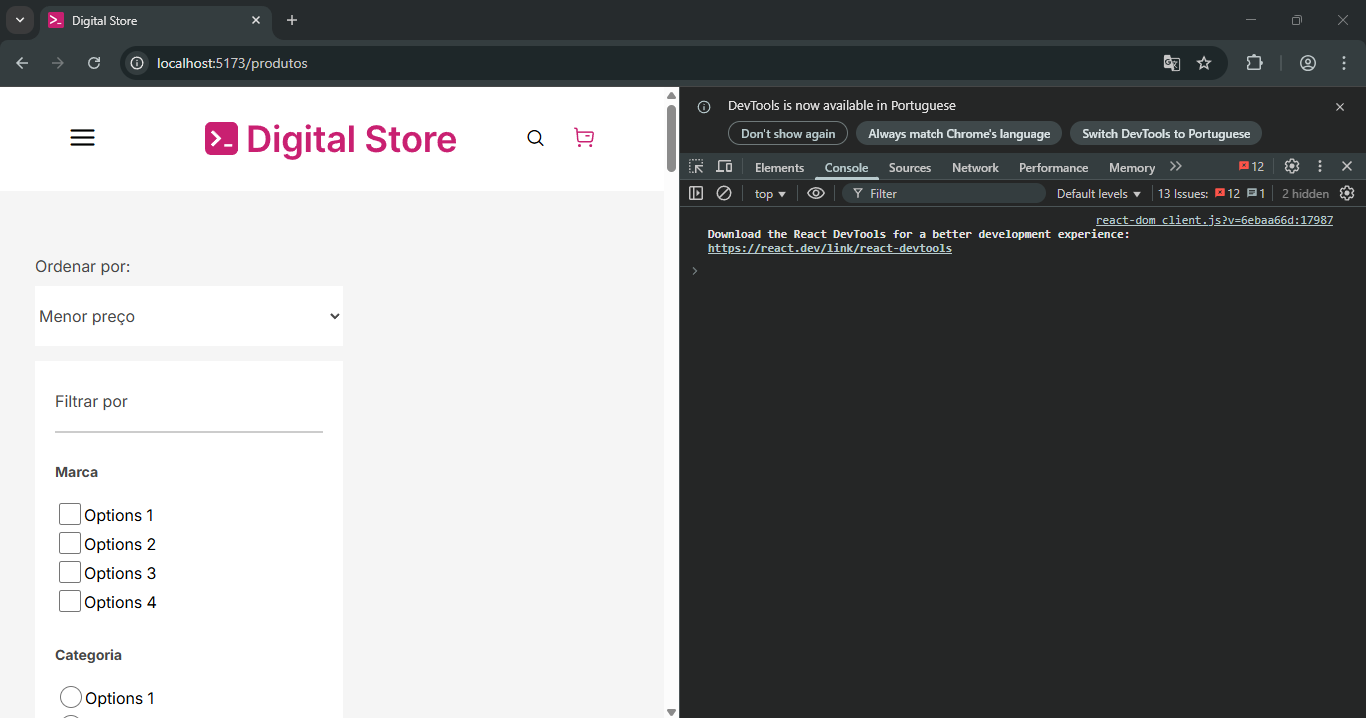 Digital Store
localhost:5173/produtos
Digital Store
Ordenar por:
Menor preço
Filtrar por
Marca
Options 1
Options 2
Options 3
Options 4
Categoria
Options 1
DevTools is now available in Portuguese
Don't show again Always match Chrome's language Switch DevTools to Portuguese
Elements Console Sources Network Performance Memory 12
top Filter Default levels 13 Issues: 12 1 2 hidden
react-dom client.js?v=6ebaa66d:17987
Download the React DevTools for a better development experience:
https://react.dev/link/react-devtools